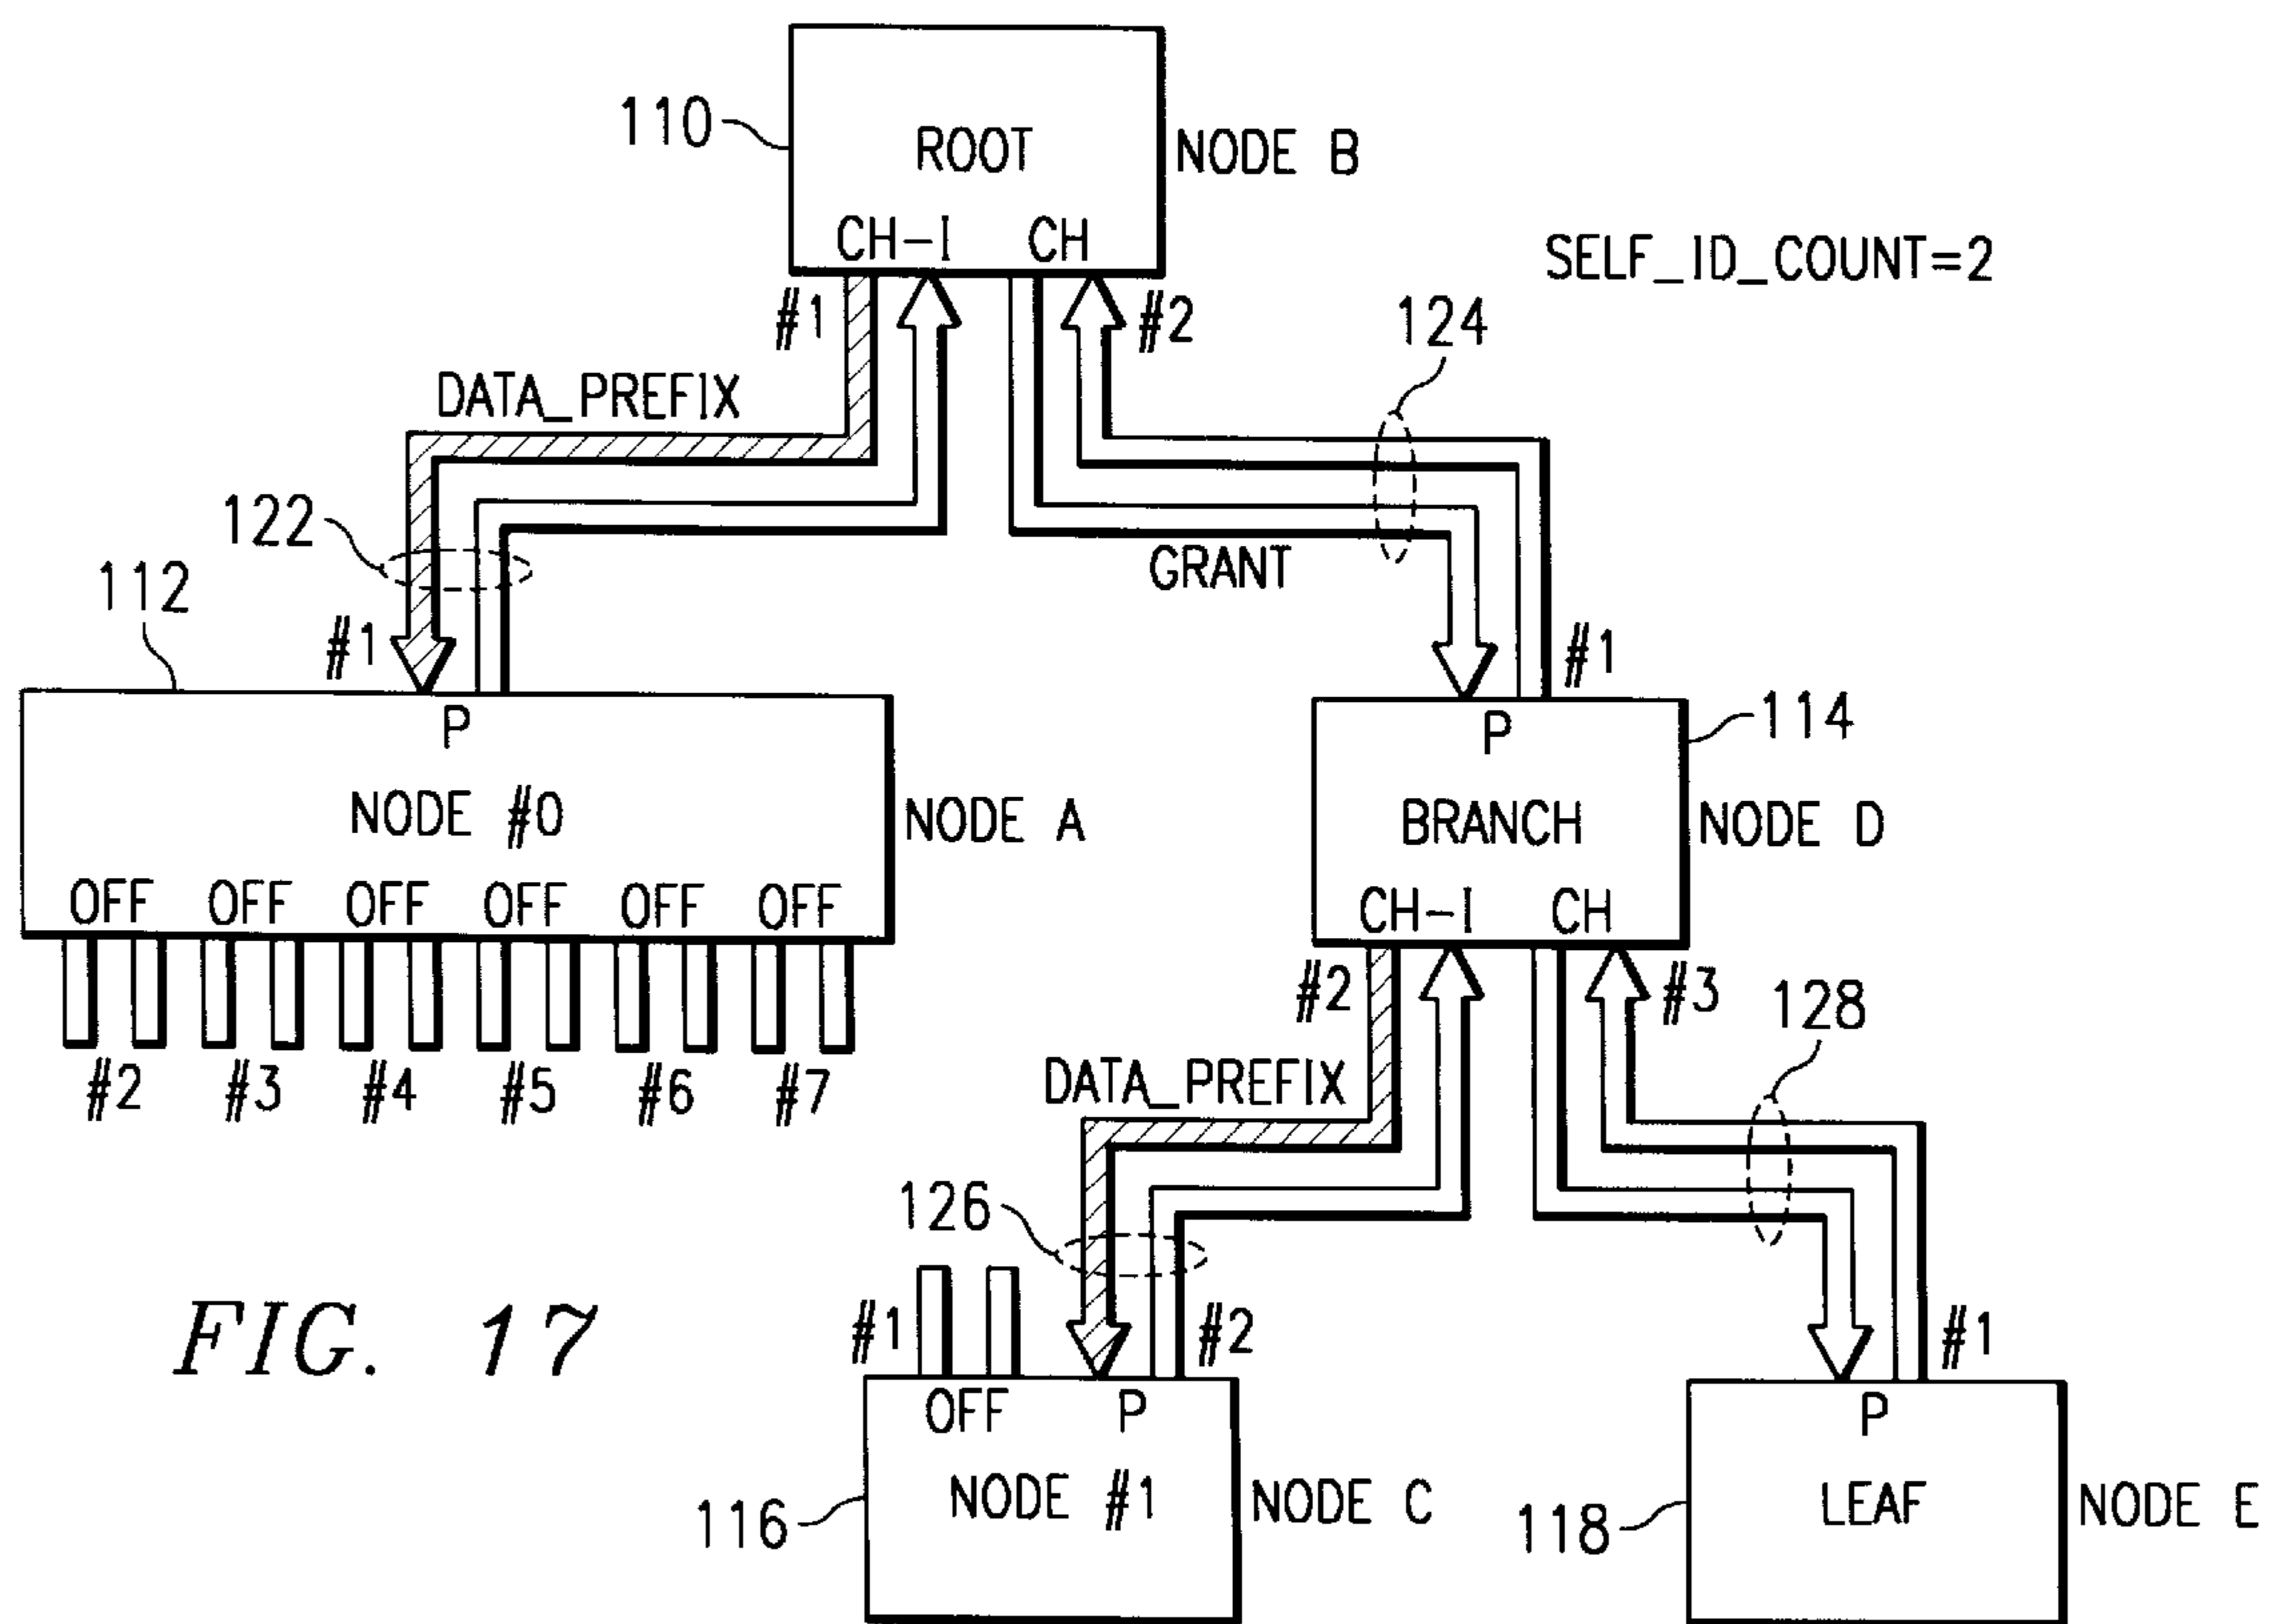 110
ROOT
NODE B
CH-I
CH
SELF_ID_COUNT=2
#1
#2
124
DATA_PREFIX
122
GRANT
112
#1
#1
P
P
114
NODE #0
NODE A
BRANCH
NODE D
OFF OFF OFF OFF OFF OFF
CH-I
CH
#2
#3
128
#2 #3 #4 #5 #6 #7
DATA_PREFIX
126
FIG. 17
#1
#2
#1
OFF
P
P
NODE #1
NODE C
LEAF
NODE E
116
118